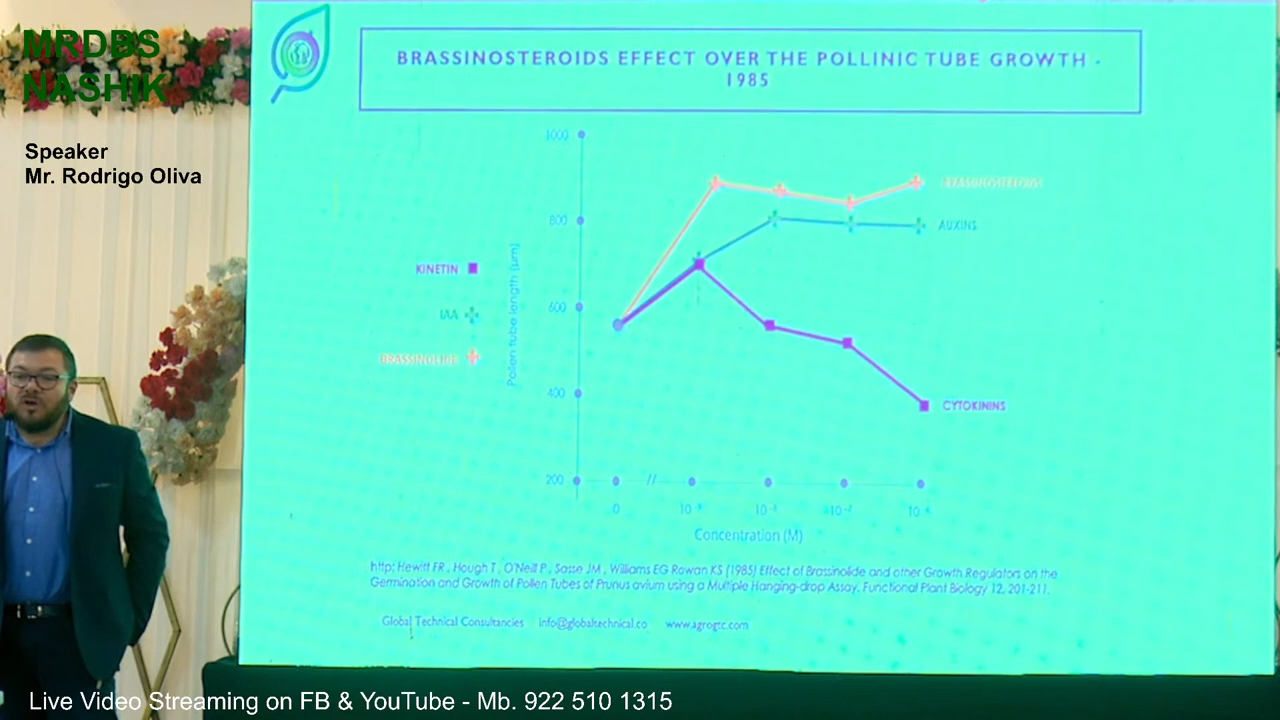 MRDBS
NASHIK
Speaker
Mr. Rodrigo Oliva
BRASSINOSTEROIDS EFFECT OVER THE POLLINIC TUBE GROWTH -
1985
1000
800
600
400
200
Pollen tube length (µm)
KINETIN
IAA
BRASSINOLIDE
BRASSINOSTEROIDS
AUXINS
CYTOKININS
0 //
Concentration (M)
http: Hewitt FR , Hough T , O'Neill P , Sasse JM , Williams EG Rowan KS (1985) Effect of Brassinolide and other Growth Regulators on the
Germination and Growth of Pollen Tubes of Prunus avium using a Multiple Hanging-drop Assay. Functional Plant Biology 12, 201-211.
Global Technical Consultancies info@globaltechnical.co www.agrogtc.com
Live Video Streaming on FB & YouTube - Mb. 922 510 1315